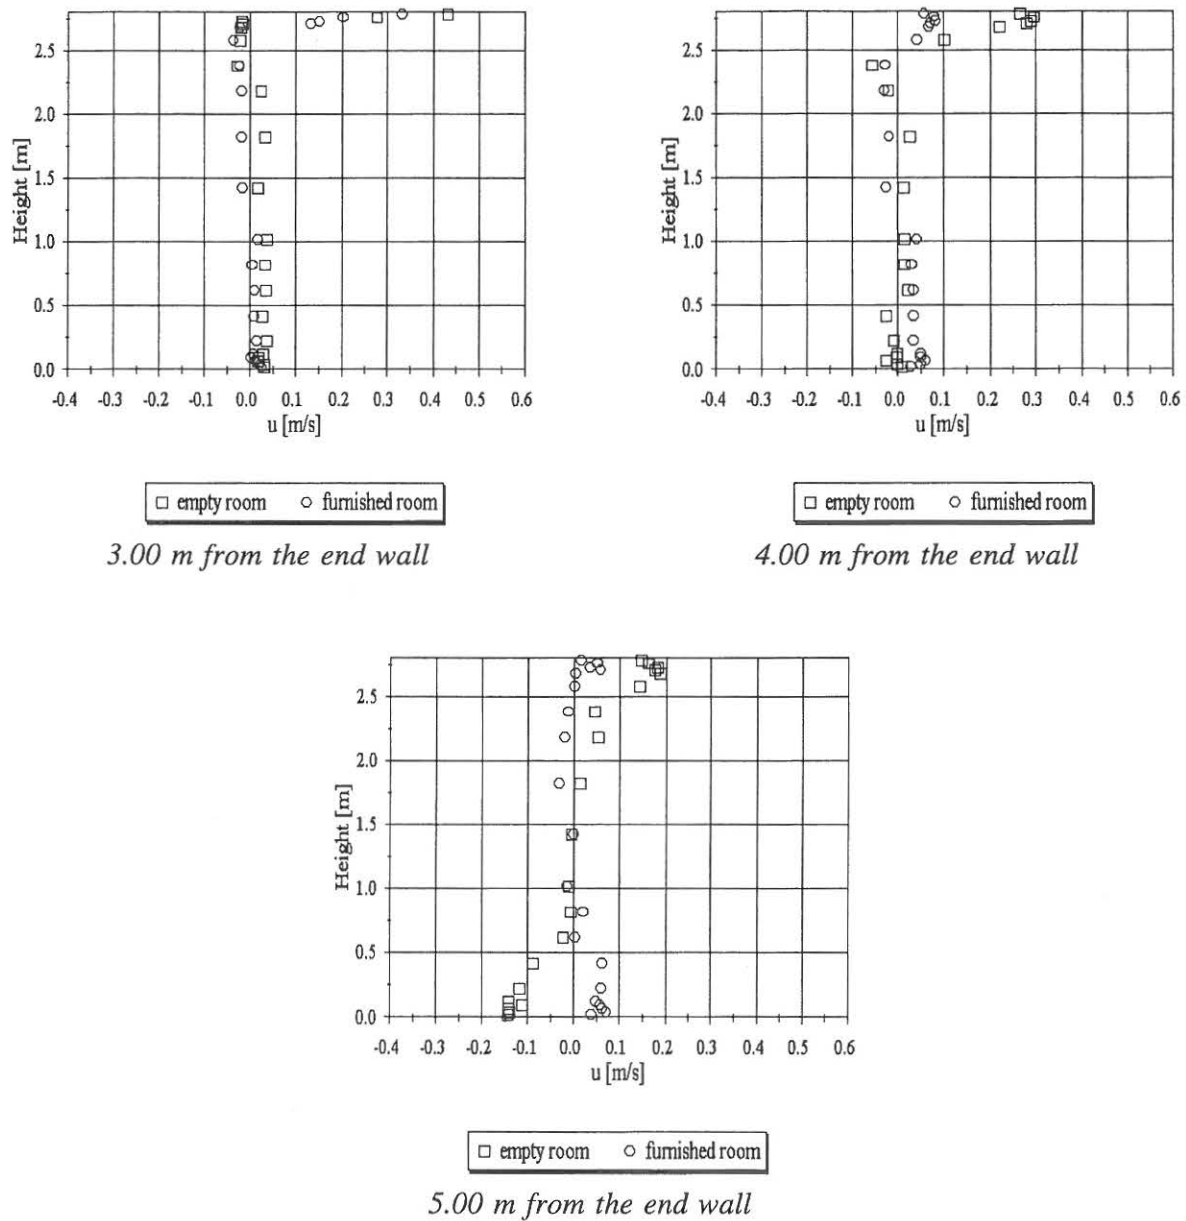 2.5
2.0
1.5
1.0
0.5
0.0
Height [m]
-0.4 -0.3 -0.2 -0.1 0.0 0.1 0.2 0.3 0.4 0.5 0.6
u [m/s]
empty room furnished room
3.00 m from the end wall
2.5
2.0
1.5
1.0
0.5
0.0
Height [m]
-0.4 -0.3 -0.2 -0.1 0.0 0.1 0.2 0.3 0.4 0.5 0.6
u [m/s]
empty room furnished room
4.00 m from the end wall
2.5
2.0
1.5
1.0
0.5
0.0
Height [m]
-0.4 -0.3 -0.2 -0.1 0.0 0.1 0.2 0.3 0.4 0.5 0.6
u [m/s]
empty room furnished room
5.00 m from the end wall